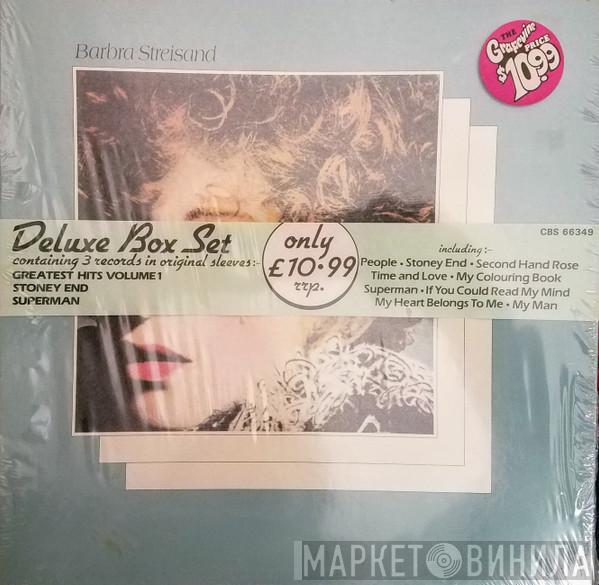 Barbra Streisand
THE
Grapevine
PRICE
$10.99
Deluxe Box Set
containing 3 records in original sleeves:-
GREATEST HITS VOLUME 1
STONEY END
SUPERMAN
only
£10.99
rrp.
CBS 66349
including:-
People • Stoney End • Second Hand Rose
Time and Love • My Colouring Book
Superman • If You Could Read My Mind
My Heart Belongs To Me • My Man
МАРКЕТ ВИНИЛА